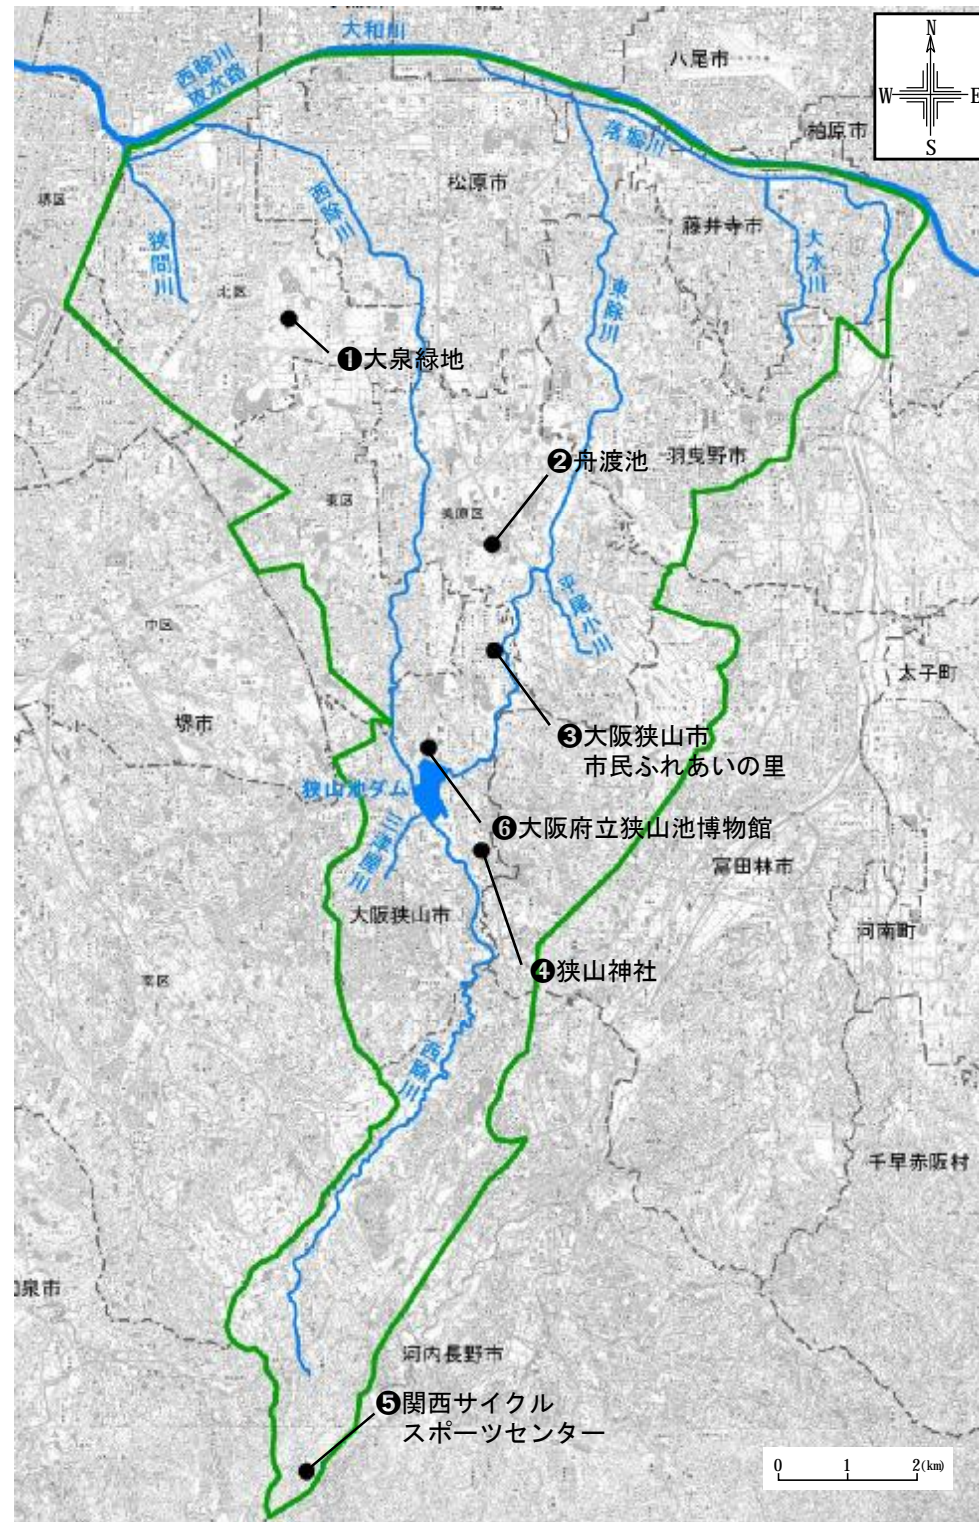 大和川
西除川
放水路
八尾市
N
W
E
S
柏原市
落堀川
松原市
堺区
西除川
藤井寺市
狭間川
大水川
北区
東除川
❶大泉緑地
❷舟渡池
羽曳野市
東区
美原区
平尾小川
中区
太子町
堺市
❸大阪狭山市
市民ふれあいの里
狭山池ダム
❻大阪府立狭山池博物館
三津屋川
富田林市
大阪狭山市
河南町
❹狭山神社
南区
西除川
千早赤阪村
泉市
河内長野市
❺関西サイクル
スポーツセンター
0 1 2(km)